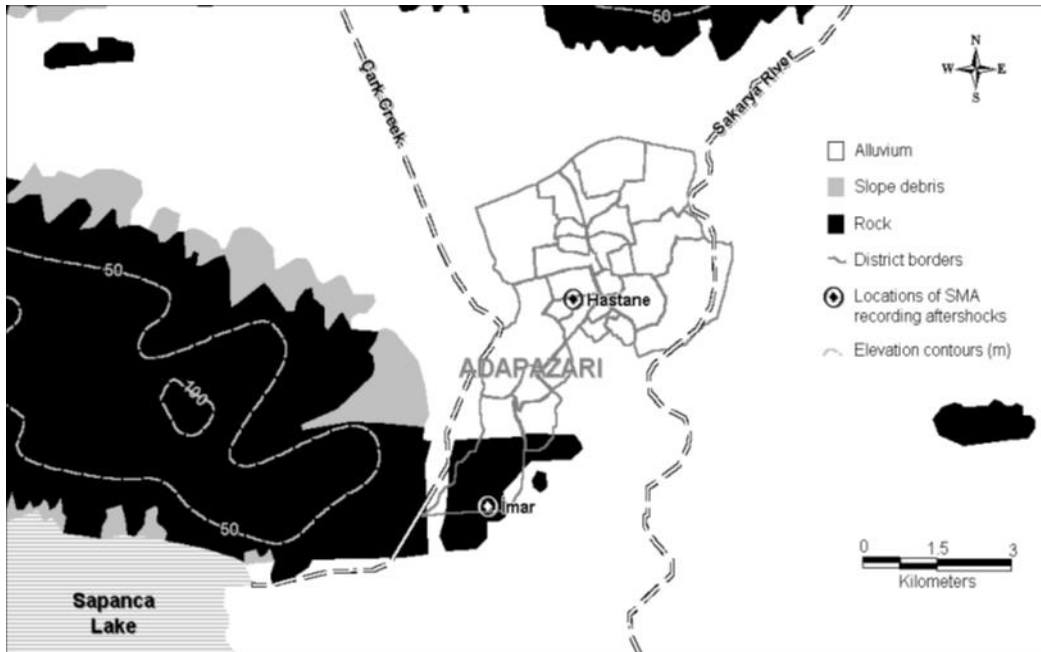 50
Çark Creek
Sakarya River
N
W E
S
Alluvium
Slope debris
Rock
District borders
Locations of SMA
recording aftershocks
Elevation contours (m)
50
Hastane
ADAPAZARI
100
Imar
50
0 1.5 3
Kilometers
Sapanca
Lake